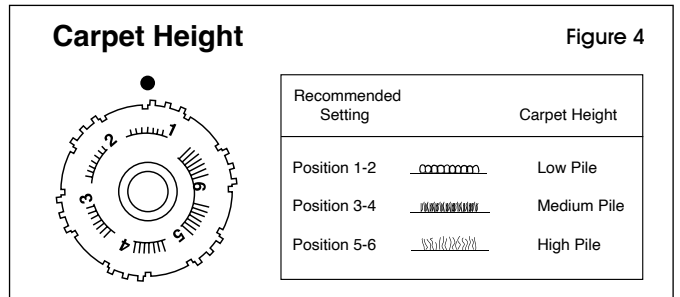 Carpet Height
Figure 4
1
2
3
4
5
6
Recommended
Setting
Carpet Height
Position 1-2 Low Pile
Position 3-4 Medium Pile
Position 5-6 High Pile